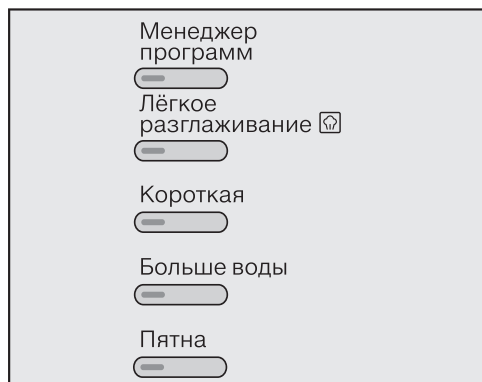 Менеджер
программ
Лёгкое
разглаживание
Короткая
Больше воды
Пятна